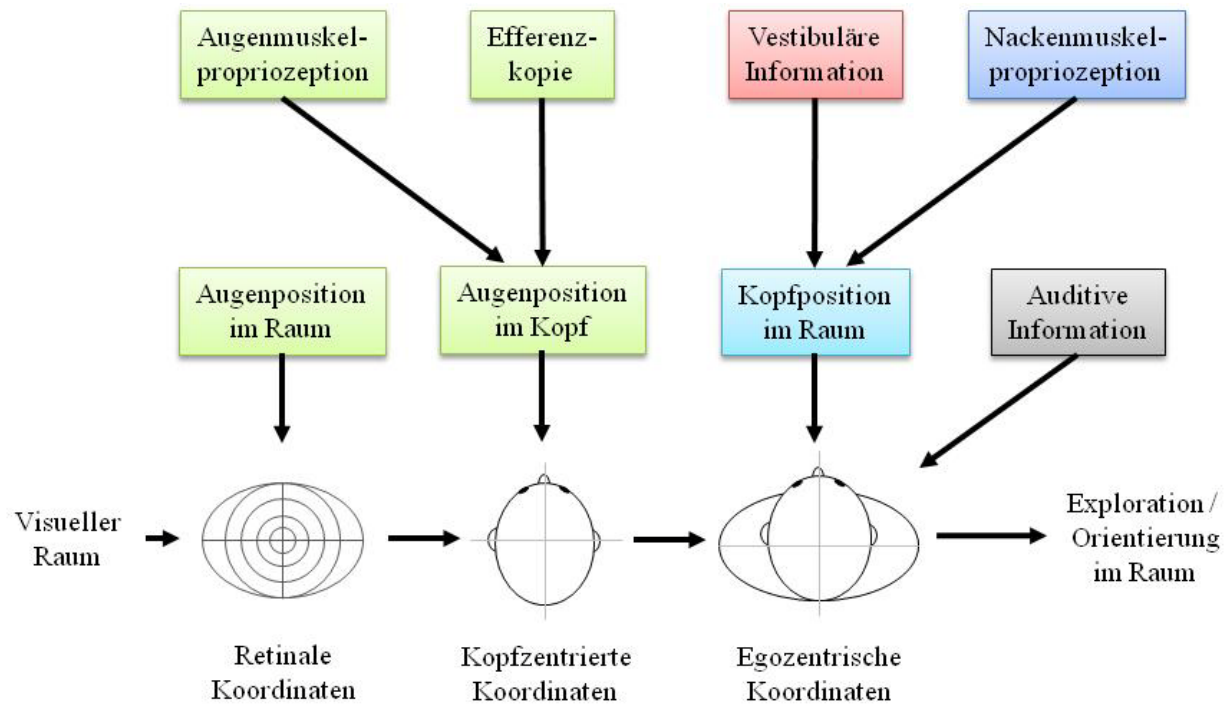 Augenmuskel-
propriozeption
Efferenz-
kopie
Vestibuläre
Information
Nackenmuskel-
propriozeption
Augenposition
im Raum
Augenposition
im Kopf
Kopfposition
im Raum
Auditive
Information
Visueller
Raum
Exploration /
Orientierung
im Raum
Retinale
Koordinaten
Kopfzentrierte
Koordinaten
Egozentrische
Koordinaten